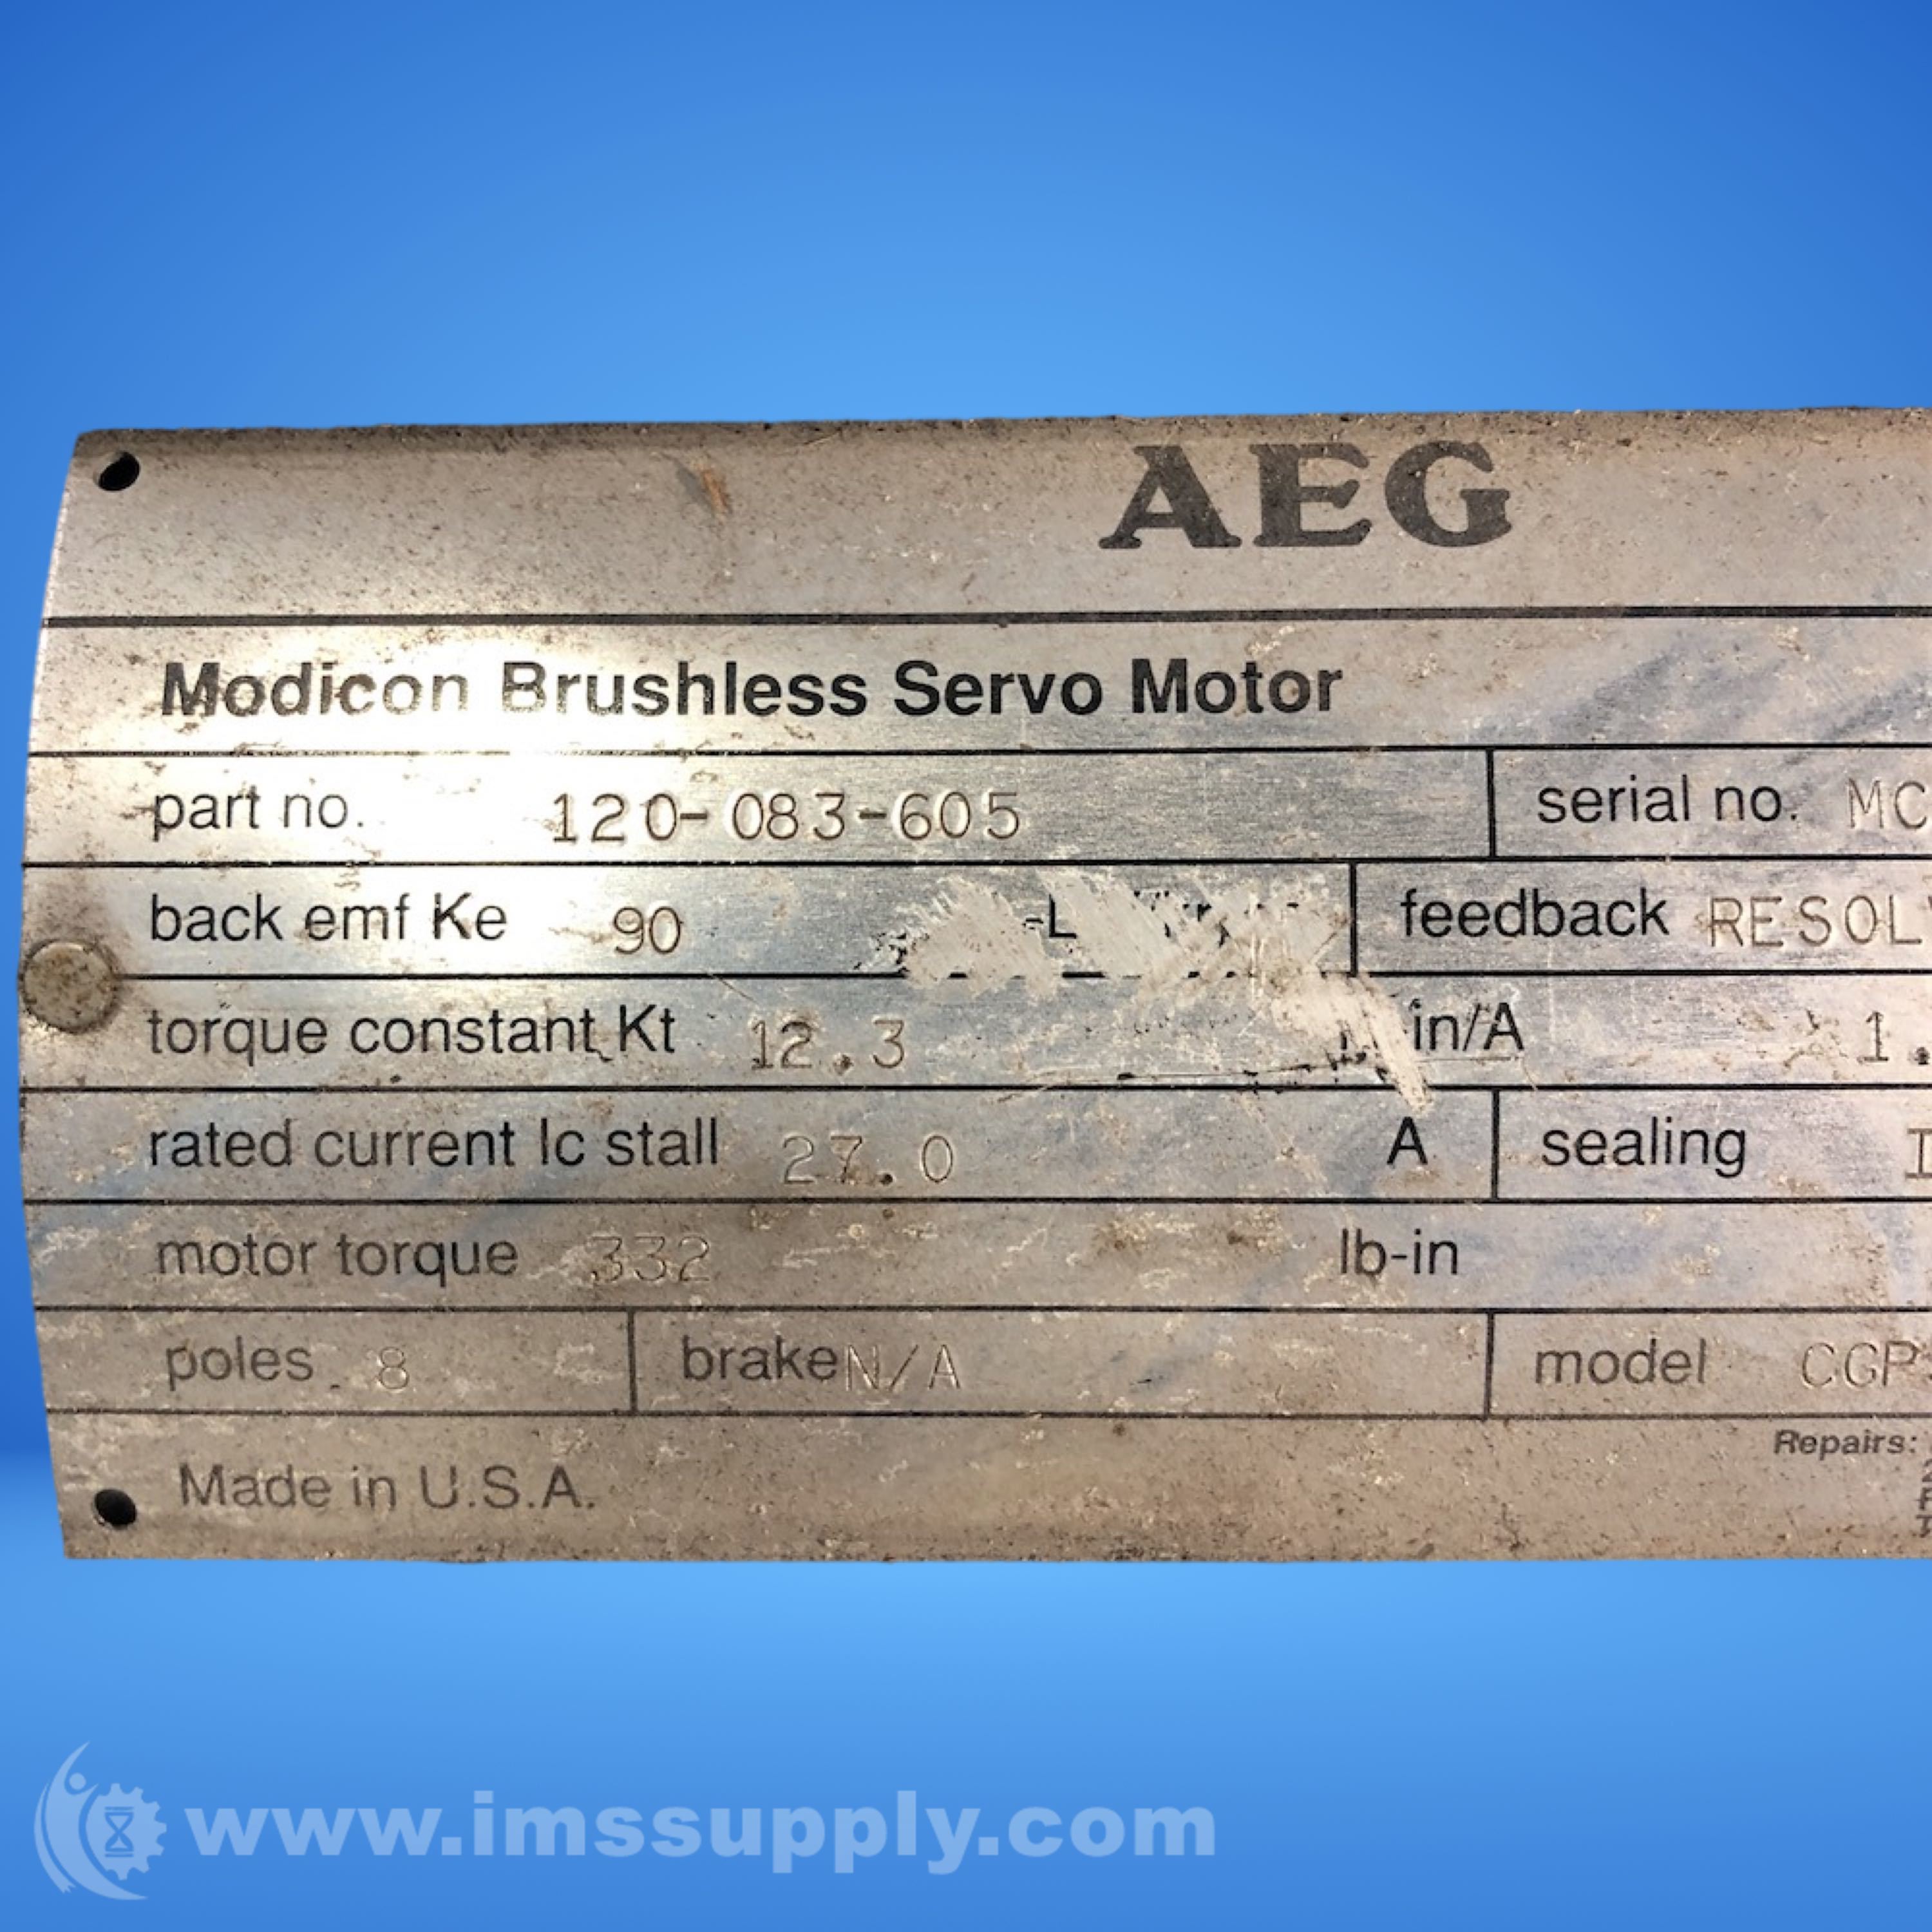 AEG
Modicon Brushless Servo Motor
part no. 120-083-605 serial no. MC
back emf Ke 90 -L feedback RESOL
torque constant Kt 12.3 in/A 1.
rated current Ic stall 27.0 A sealing I
motor torque 332 lb-in
poles 8 brake N/A model CGP
Repairs:
Made in U.S.A.
www.imssupply.com